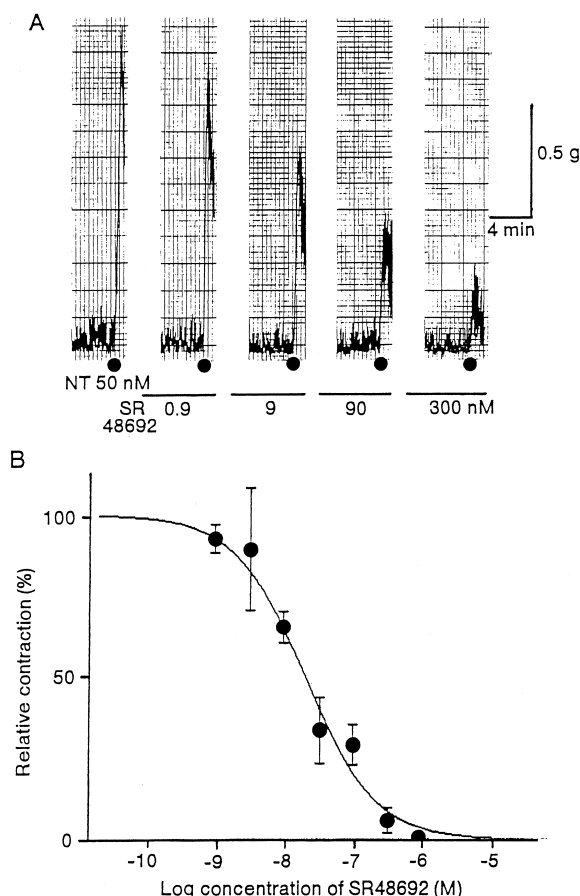 A
0.5 g
4 min
NT 50 nM
SR 0.9 9 90 300 nM
48692
B
100
50
0
Relative contraction (%)
-10 -9 -8 -7 -6 -5
Log concentration of SR48692 (M)